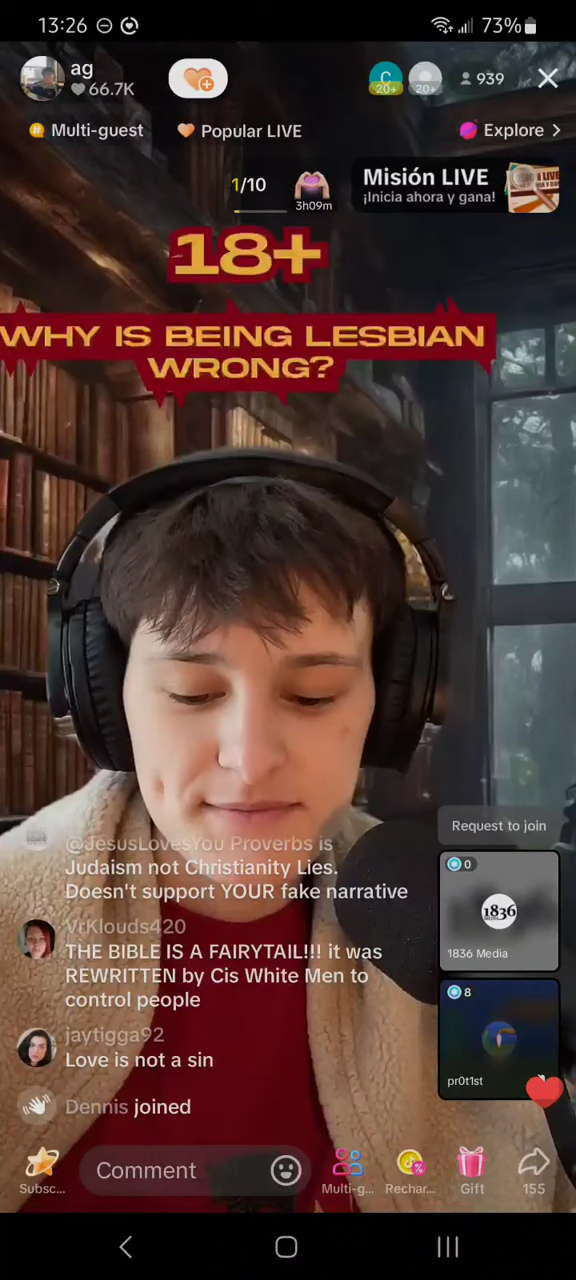 13:26
73%
ag
66.7K
C
20+
20+
939
Multi-guest
Popular LIVE
Explore >
1/10
3h09m
Misión LIVE
¡Inicia ahora y gana!
18+
WHY IS BEING LESBIAN
WRONG?
Request to join
@JesusLovesYou Proverbs is
Judaism not Christianity Lies.
Doesn't support YOUR fake narrative
0
1836
1836 Media
VrKlouds420
THE BIBLE IS A FAIRYTAIL!!! it was
REWRITTEN by Cis White Men to
control people
8
pr0t1st
jaytigga92
Love is not a sin
Dennis joined
Subsc...
Comment
Multi-g...
Rechar...
Gift
155